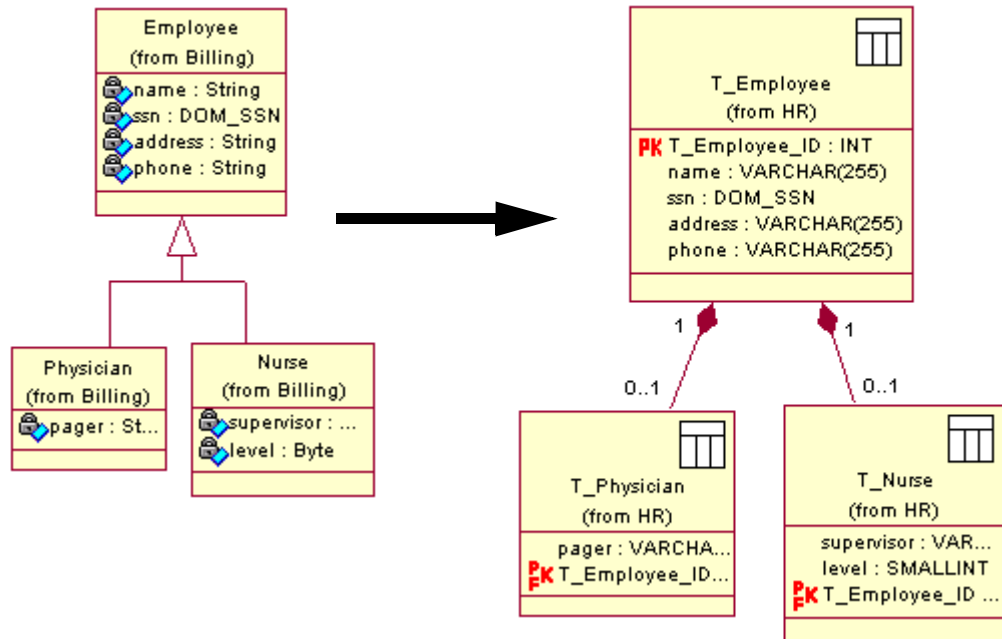 Employee
(from Billing)
name : String
ssn : DOM_SSN
address : String
phone : String
Physician
(from Billing)
pager : St...
Nurse
(from Billing)
supervisor : ...
level : Byte
T_Employee
(from HR)
PK T_Employee_ID : INT
name : VARCHAR(255)
ssn : DOM_SSN
address : VARCHAR(255)
phone : VARCHAR(255)
1
1
0..1
0..1
T_Physician
(from HR)
pager : VARCHA...
PFK T_Employee_ID...
T_Nurse
(from HR)
supervisor : VAR...
level : SMALLINT
PFK T_Employee_ID ...